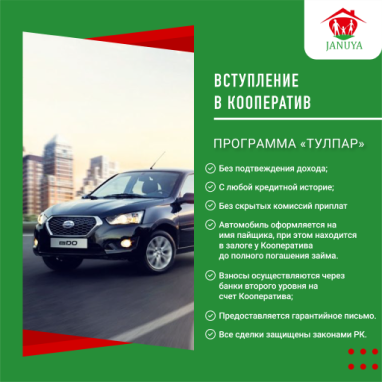 JANUYA
ВСТУПЛЕНИЕ
В КООПЕРАТИВ
ПРОГРАММА «ТУЛПАР»
Без подтвеждения дохода;
С любой кредитной историе;
Без скрытых комиссий приплат
Автомобиль оформляется на
имя пайщика, при этом находится
в залоге у Кооператива
до полного погашения займа.
Взносы осуществляются через
банки второго уровня на
счет Кооператива;
Предоставляется гарантийное письмо.
Все сделки защищены законами РК.